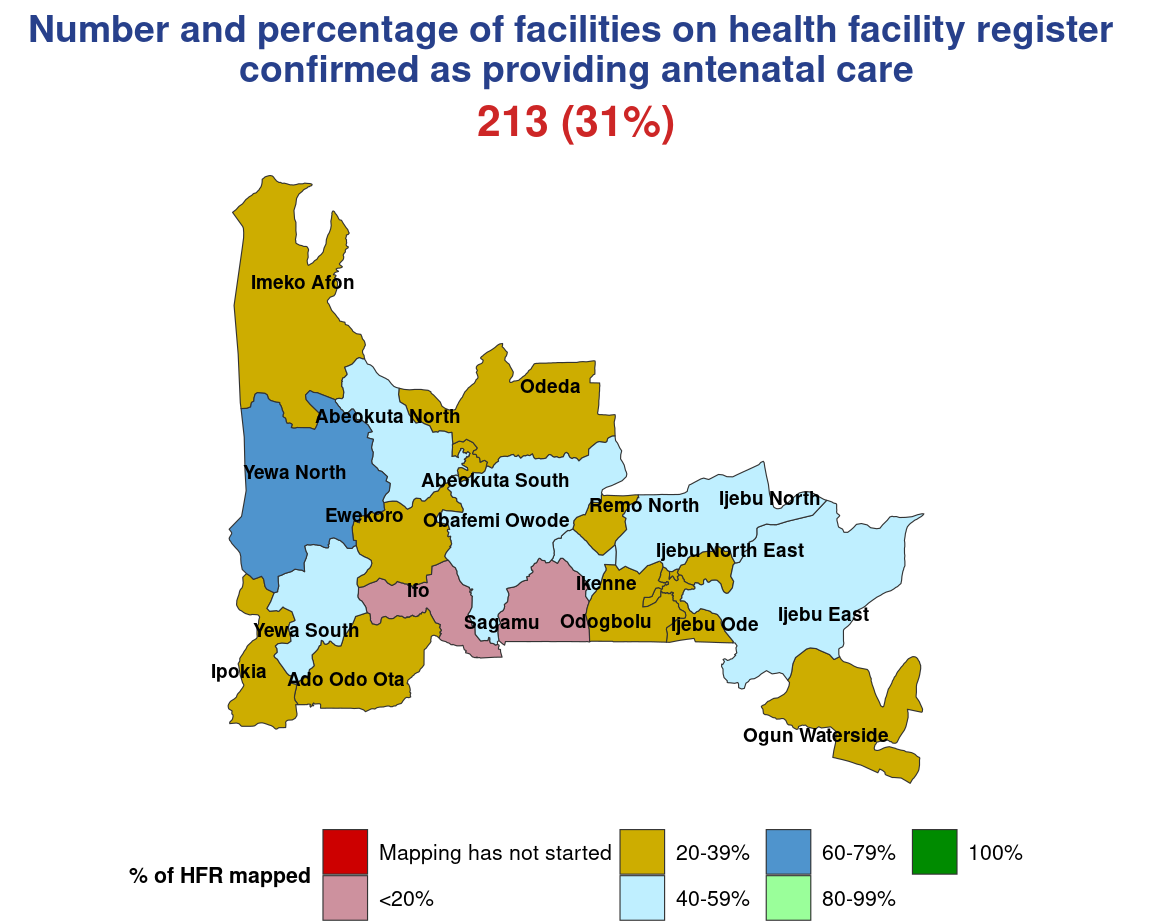 Number and percentage of facilities on health facility register
confirmed as providing antenatal care
213 (31%)
Imeko Afon
Odeda
Abeokuta North
Yewa North
Abeokuta South
Ijebu North
Remo North
Ewekoro
Obafemi Owode
Ijebu North East
Ikenne
Ifo
Ijebu East
Sagamu
Odogbolu
Ijebu Ode
Yewa South
Ipokia
Ado Odo Ota
Ogun Waterside
% of HFR mapped
Mapping has not started
<20%
20-39%
40-59%
60-79%
80-99%
100%